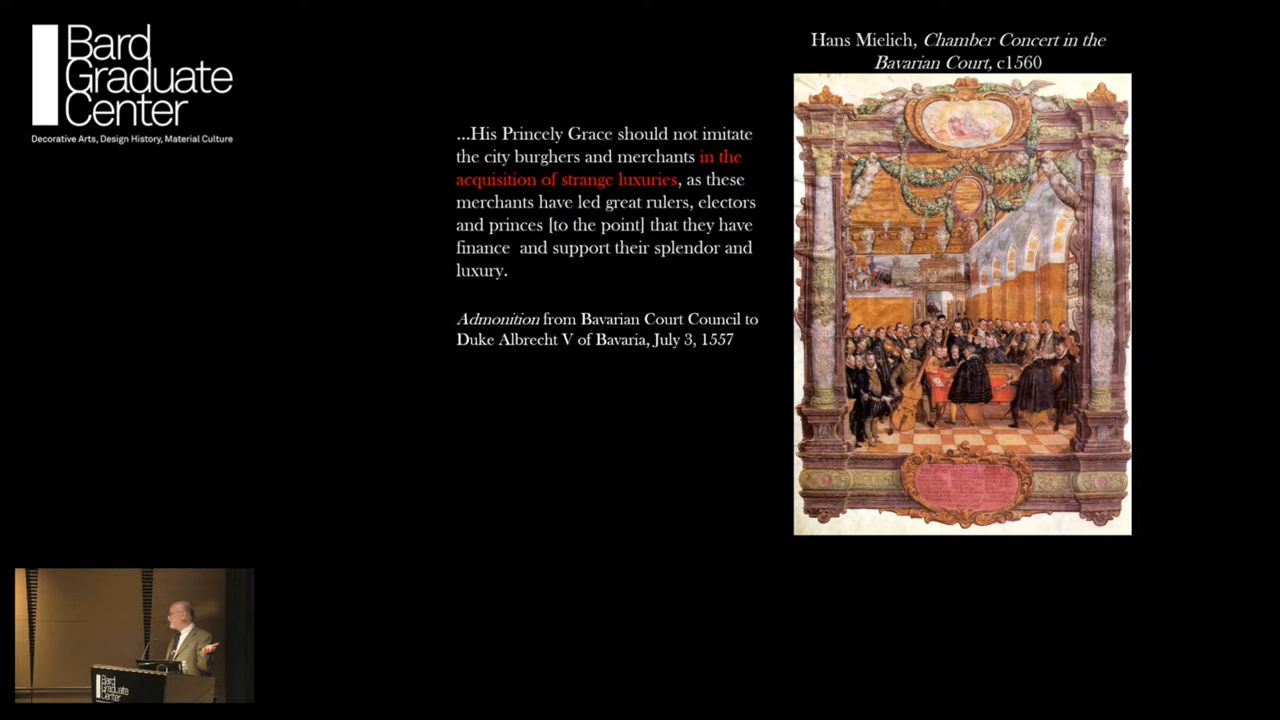 Bard
Graduate
Center
Decorative Arts, Design History, Material Culture
Hans Mielich, Chamber Concert in the
Bavarian Court, c1560
...His Princely Grace should not imitate
the city burghers and merchants in the
acquisition of strange luxuries, as these
merchants have led great rulers, electors
and princes [to the point] that they have
finance and support their splendor and
luxury.
Admonition from Bavarian Court Council to
Duke Albrecht V of Bavaria, July 3, 1557
Bard
Graduate
Center